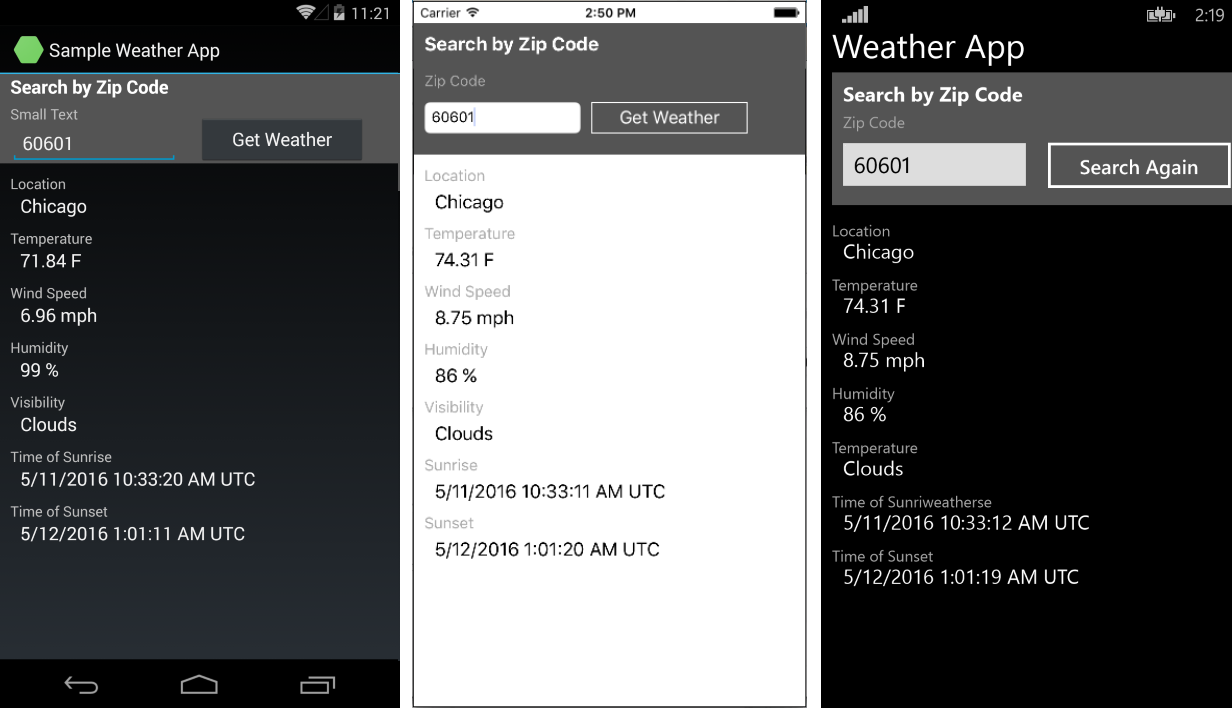 11:21
Sample Weather App
Search by Zip Code
Small Text
60601
Get Weather
Location
Chicago
Temperature
71.84 F
Wind Speed
6.96 mph
Humidity
99 %
Visibility
Clouds
Time of Sunrise
5/11/2016 10:33:20 AM UTC
Time of Sunset
5/12/2016 1:01:11 AM UTC
Carrier
2:50 PM
Search by Zip Code
Zip Code
60601
Get Weather
Location
Chicago
Temperature
74.31 F
Wind Speed
8.75 mph
Humidity
86 %
Visibility
Clouds
Sunrise
5/11/2016 10:33:11 AM UTC
Sunset
5/12/2016 1:01:20 AM UTC
2:19
Weather App
Search by Zip Code
Zip Code
60601
Search Again
Location
Chicago
Temperature
74.31 F
Wind Speed
8.75 mph
Humidity
86 %
Temperature
Clouds
Time of Sunriweatherse
5/11/2016 10:33:12 AM UTC
Time of Sunset
5/12/2016 1:01:19 AM UTC